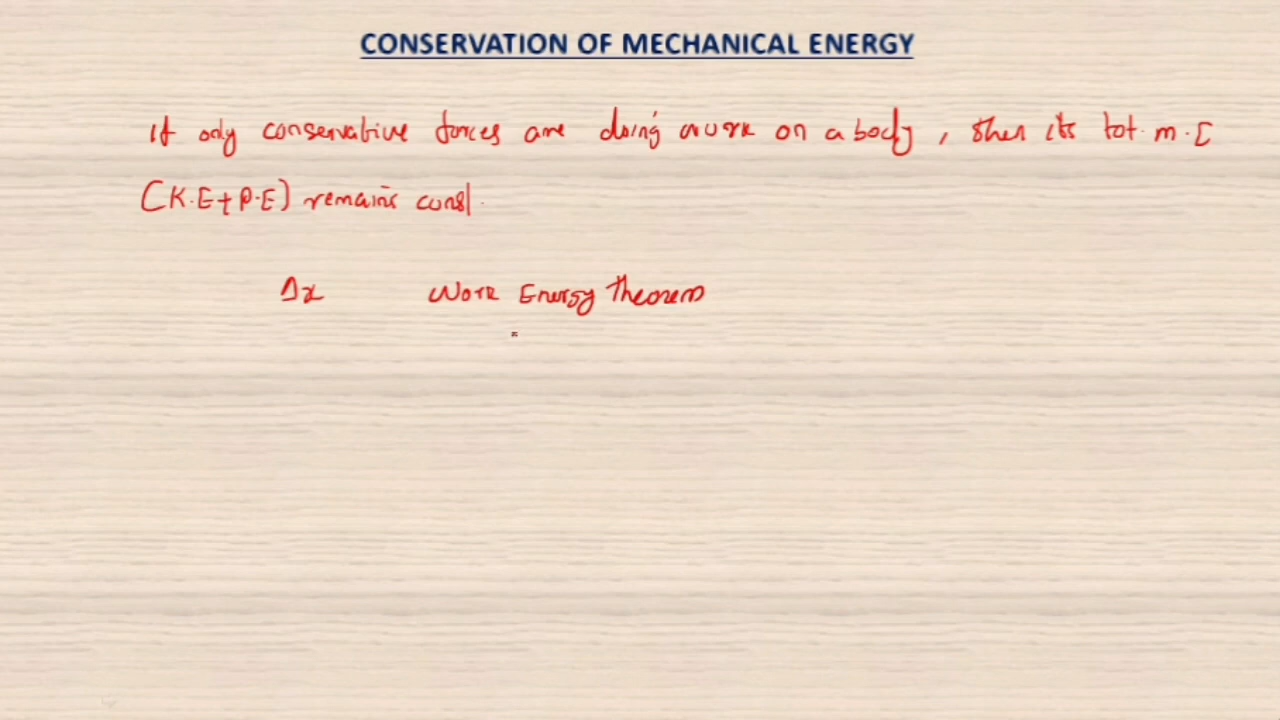 CONSERVATION OF MECHANICAL ENERGY
If only conservative forces are doing work on a body, then its tot. m.E
(K.E+P.E) remains const.
Δx Work Energy Theorem